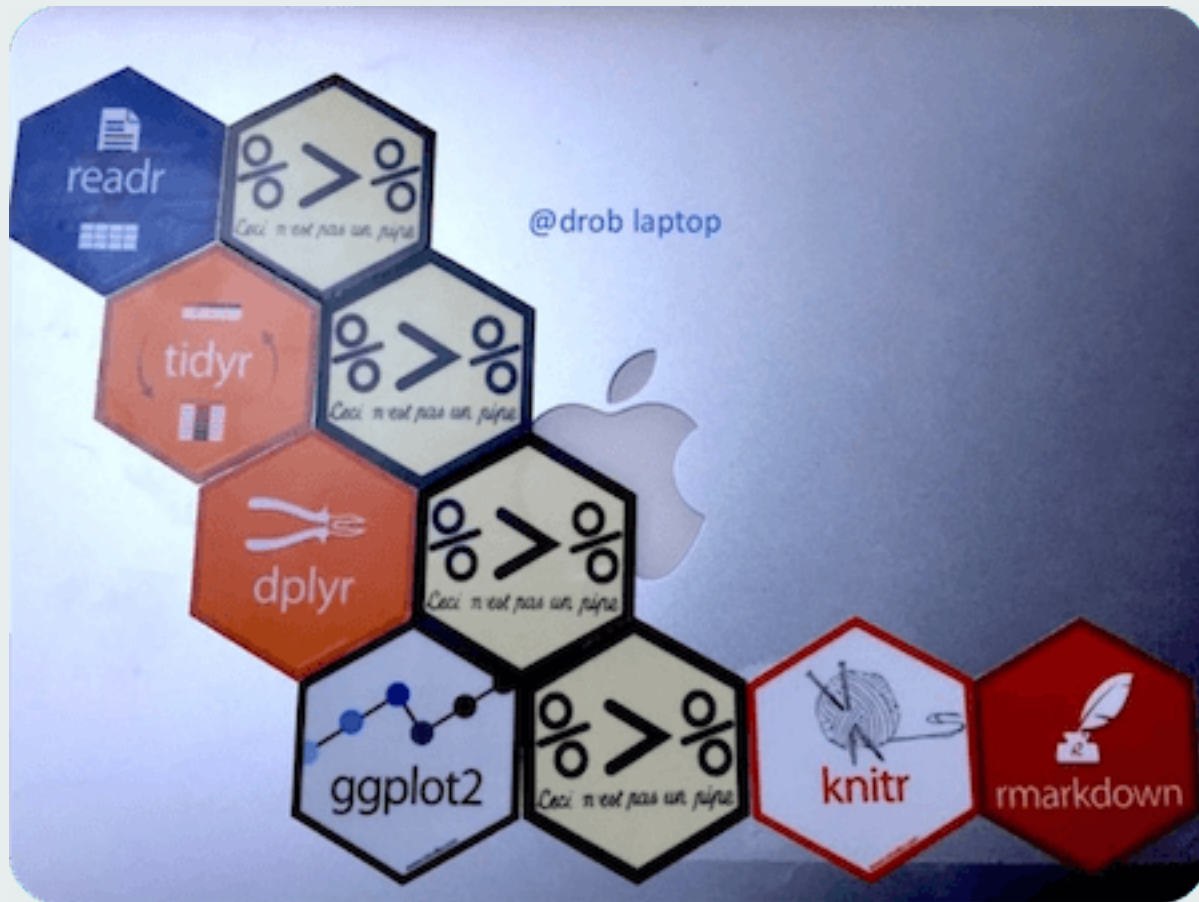 readr
% > %
Ceci n'est pas un pipe
@drob laptop
tidyr
% > %
Ceci n'est pas un pipe
dplyr
% > %
Ceci n'est pas un pipe
ggplot2
% > %
Ceci n'est pas un pipe
knitr
rmarkdown